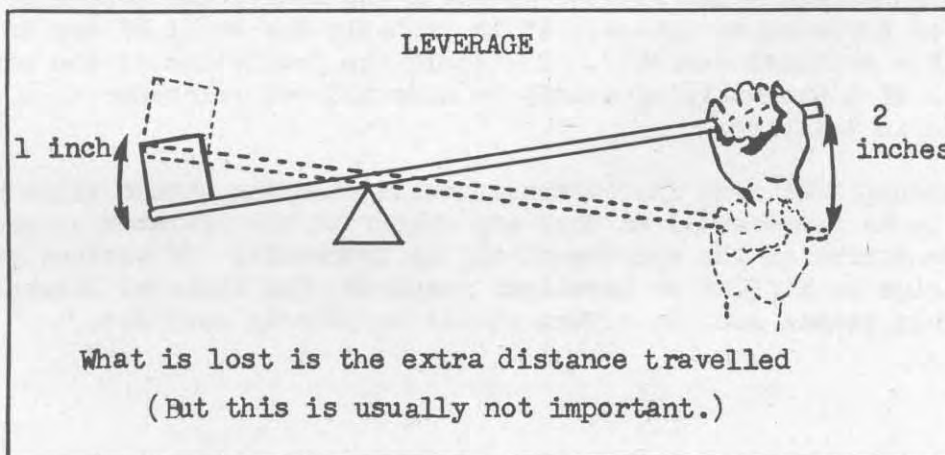 LEVERAGE
1 inch
2
inches
What is lost is the extra distance travelled
(But this is usually not important.)